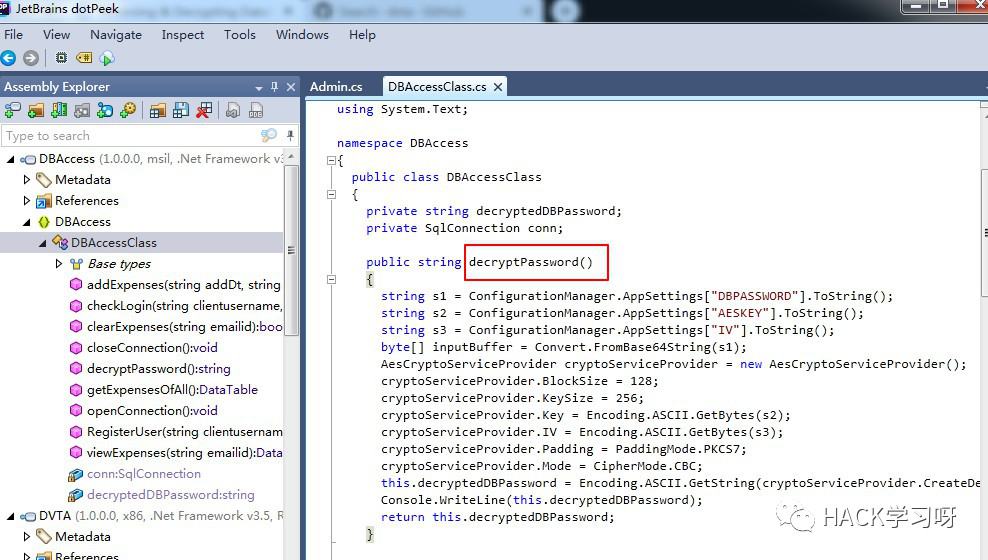 JetBrains dotPeek
File View Navigate Inspect Tools Windows Help
Assembly Explorer
Type to search
DBAccess (1.0.0.0, msil, .Net Framework v3
Metadata
References
DBAccess
DBAccessClass
Base types
addExpenses(string addDt, string
checkLogin(string clientusername,
clearExpenses(string emailid):boo
closeConnection():void
decryptPassword():string
getExpensesOfAll():DataTable
openConnection():void
RegisterUser(string clientusername
viewExpenses(string emailid):Data
conn:SqlConnection
decryptedDBPassword:string
DVTA (1.0.0.0, x86, .Net Framework v3.5, R
Metadata
References
Admin.cs DBAccessClass.cs
using System.Text;
namespace DBAccess
{
public class DBAccessClass
{
private string decryptedDBPassword;
private SqlConnection conn;
public string decryptPassword()
{
string s1 = ConfigurationManager.AppSettings["DBPASSWORD"].ToString();
string s2 = ConfigurationManager.AppSettings["AESKEY"].ToString();
string s3 = ConfigurationManager.AppSettings["IV"].ToString();
byte[] inputBuffer = Convert.FromBase64String(s1);
AesCryptoServiceProvider cryptoServiceProvider = new AesCryptoServiceProvider();
cryptoServiceProvider.BlockSize = 128;
cryptoServiceProvider.KeySize = 256;
cryptoServiceProvider.Key = Encoding.ASCII.GetBytes(s2);
cryptoServiceProvider.IV = Encoding.ASCII.GetBytes(s3);
cryptoServiceProvider.Padding = PaddingMode.PKCS7;
cryptoServiceProvider.Mode = CipherMode.CBC;
this.decryptedDBPassword = Encoding.ASCII.GetString(cryptoServiceProvider.CreateDe
Console.WriteLine(this.decryptedDBPassword);
return this.decryptedDBPassword;
}
HACK学习呀